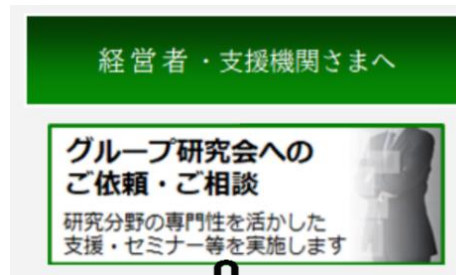 経営者・支援機関さまへ
グループ研究会への
ご依頼・ご相談
研究分野の専門性を活かした
支援・セミナー等を実施します